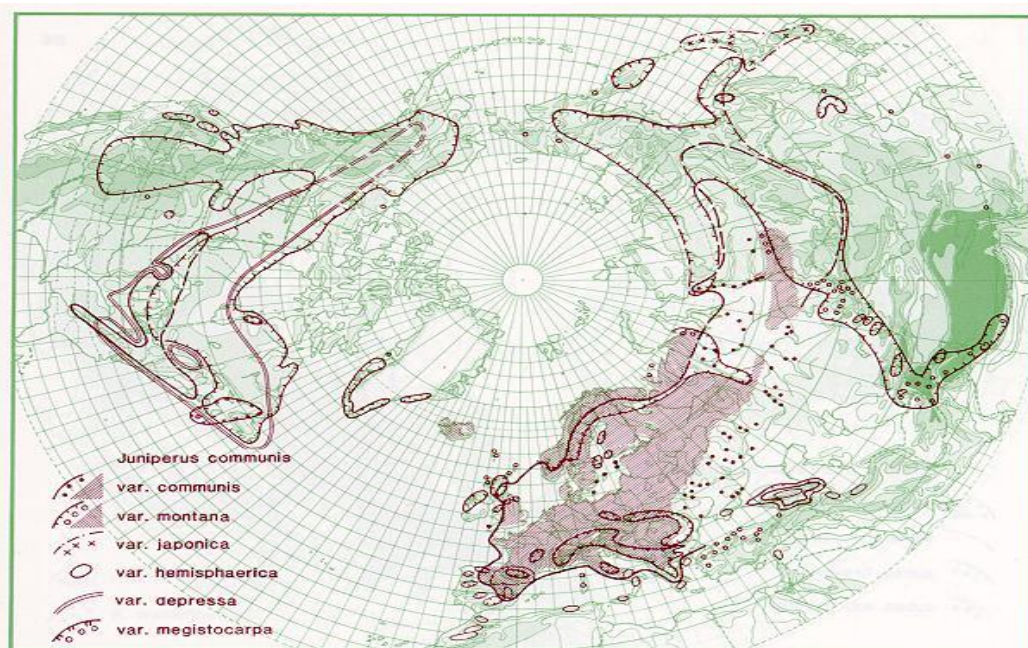 Juniperus communis
var. communis
var. montana
var. japonica
var. hemisphaerica
var. depressa
var. megistocarpa